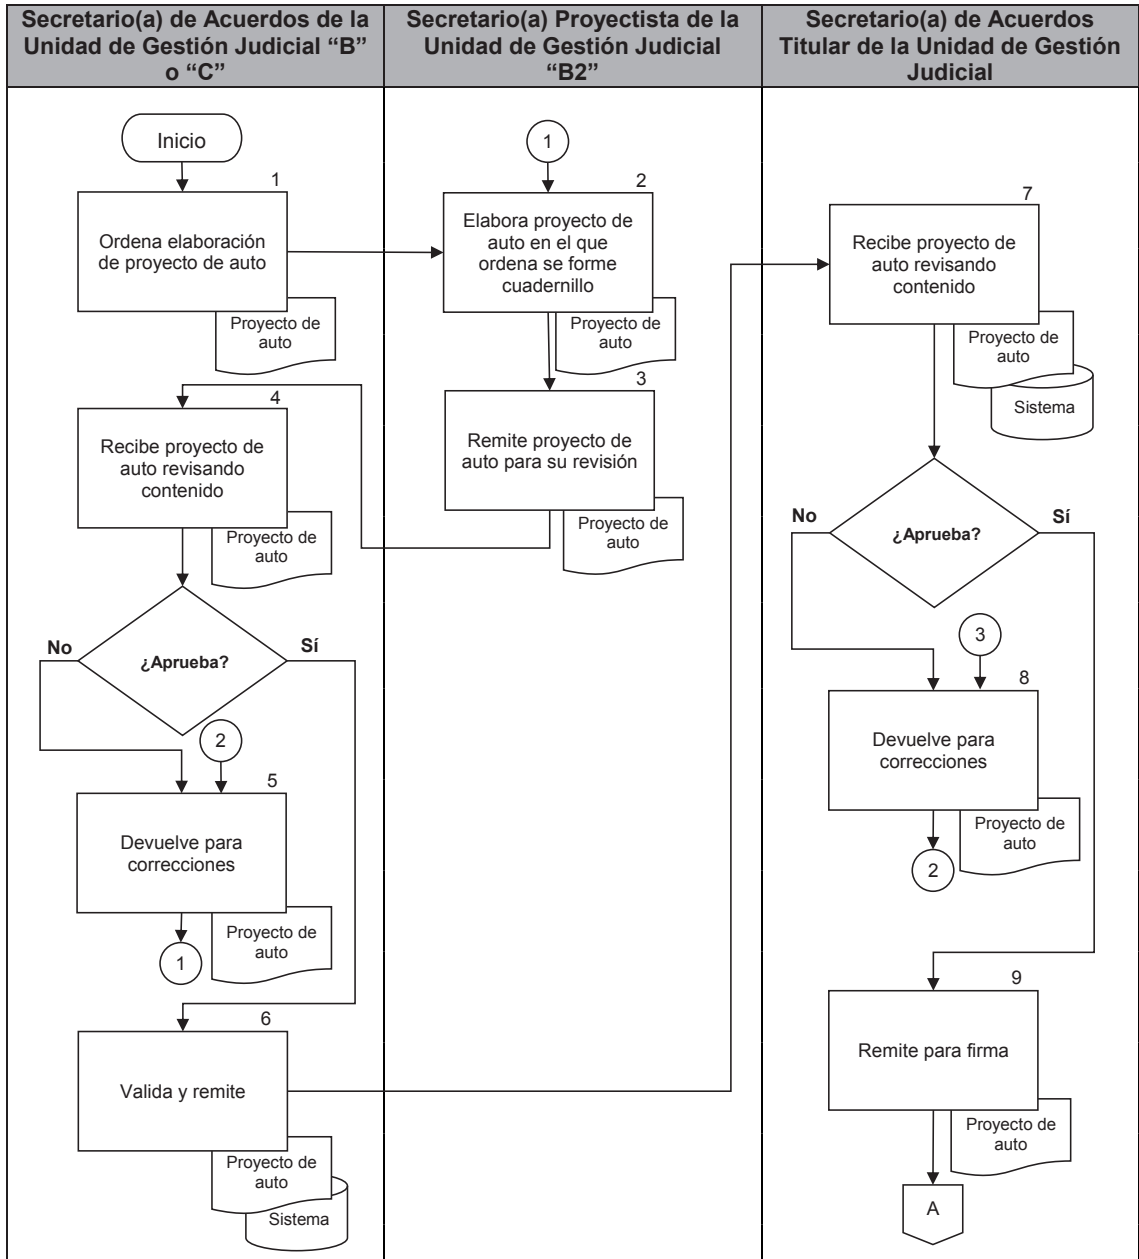 Secretario(a) de Acuerdos de la
Unidad de Gestión Judicial “B”
o “C”
Secretario(a) Proyectista de la
Unidad de Gestión Judicial
“B2”
Secretario(a) de Acuerdos
Titular de la Unidad de Gestión
Judicial
Inicio
1
Ordena elaboración
de proyecto de auto
Proyecto de
auto
1
2
Elabora proyecto de
auto en el que
ordena se forme
cuadernillo
Proyecto de
auto
3
Remite proyecto de
auto para su revisión
Proyecto de
auto
4
Recibe proyecto de
auto revisando
contenido
Proyecto de
auto
¿Aprueba?
No
Sí
2
5
Devuelve para
correcciones
Proyecto de
auto
1
6
Valida y remite
Proyecto de
auto
Sistema
7
Recibe proyecto de
auto revisando
contenido
Proyecto de
auto
Sistema
¿Aprueba?
No
Sí
3
8
Devuelve para
correcciones
Proyecto de
auto
2
9
Remite para firma
Proyecto de
auto
A